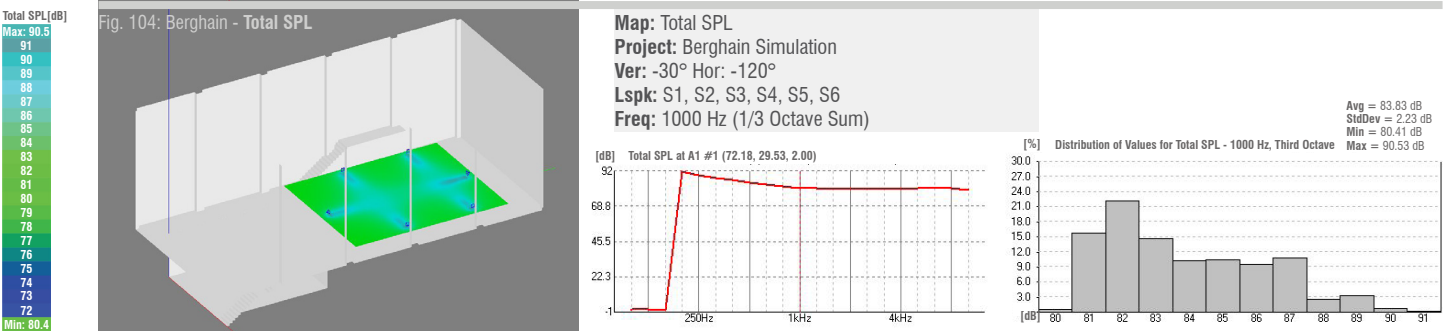 Total SPL[dB]
Max: 90.5
91
90
89
88
87
86
85
84
83
82
81
80
79
78
77
76
75
74
73
72
Min: 80.4
Fig. 104: Berghain - Total SPL
Map: Total SPL
Project: Berghain Simulation
Ver: -30° Hor: -120°
Lspk: S1, S2, S3, S4, S5, S6
Freq: 1000 Hz (1/3 Octave Sum)
[dB] Total SPL at A1 #1 (72.18, 29.53, 2.00)
92
68.8
45.5
22.3
-1
250Hz 1kHz 4kHz
Avg = 83.83 dB
StdDev = 2.23 dB
Min = 80.41 dB
Max = 90.53 dB
[%] Distribution of Values for Total SPL - 1000 Hz, Third Octave
30.0
27.0
24.0
21.0
18.0
15.0
12.0
9.0
6.0
3.0
[dB] 80 81 82 83 84 85 86 87 88 89 90 91